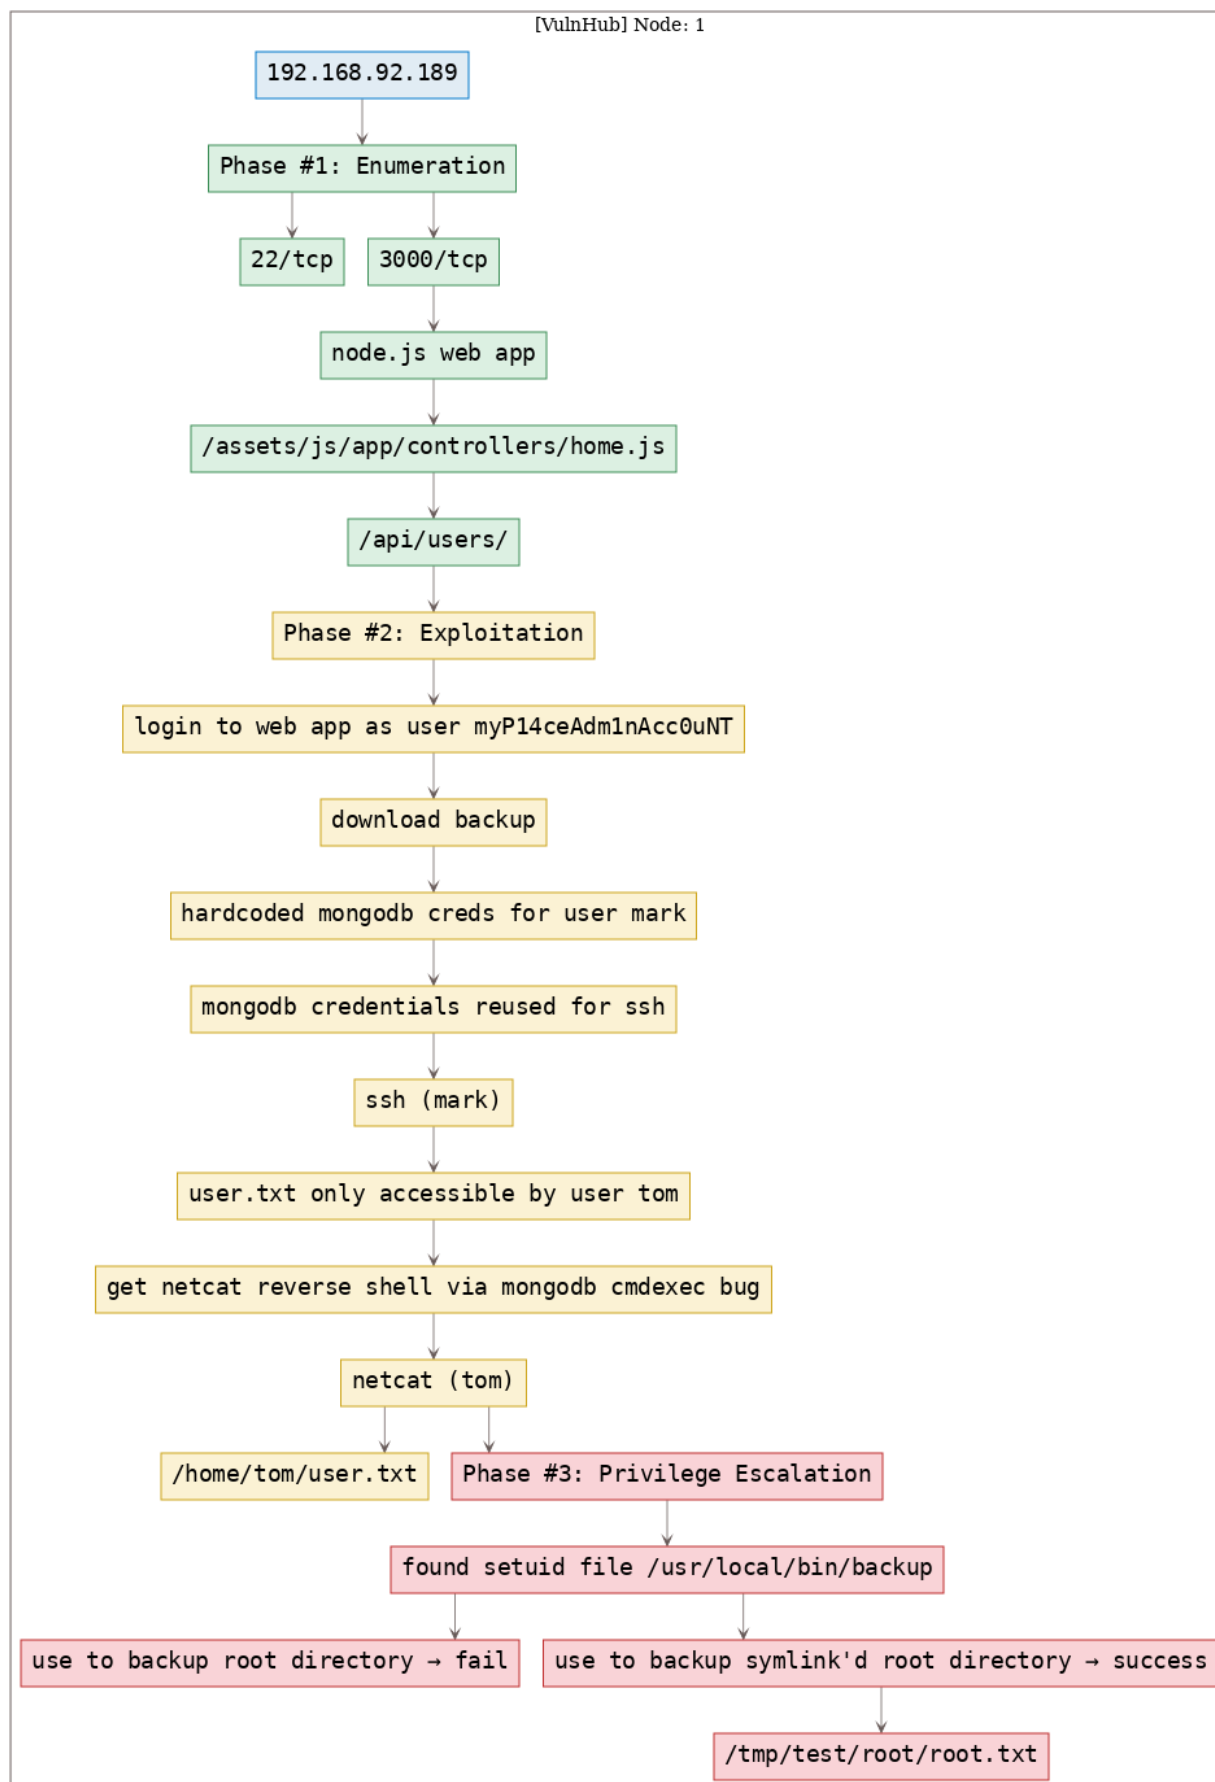 [VulnHub] Node: 1
192.168.92.189
Phase #1: Enumeration
22/tcp
3000/tcp
node.js web app
/assets/js/app/controllers/home.js
/api/users/
Phase #2: Exploitation
login to web app as user myP14ceAdm1nAcc0uNT
download backup
hardcoded mongodb creds for user mark
mongodb credentials reused for ssh
ssh (mark)
user.txt only accessible by user tom
get netcat reverse shell via mongodb cmdexec bug
netcat (tom)
/home/tom/user.txt
Phase #3: Privilege Escalation
found setuid file /usr/local/bin/backup
use to backup root directory → fail
use to backup symlink'd root directory → success
/tmp/test/root/root.txt